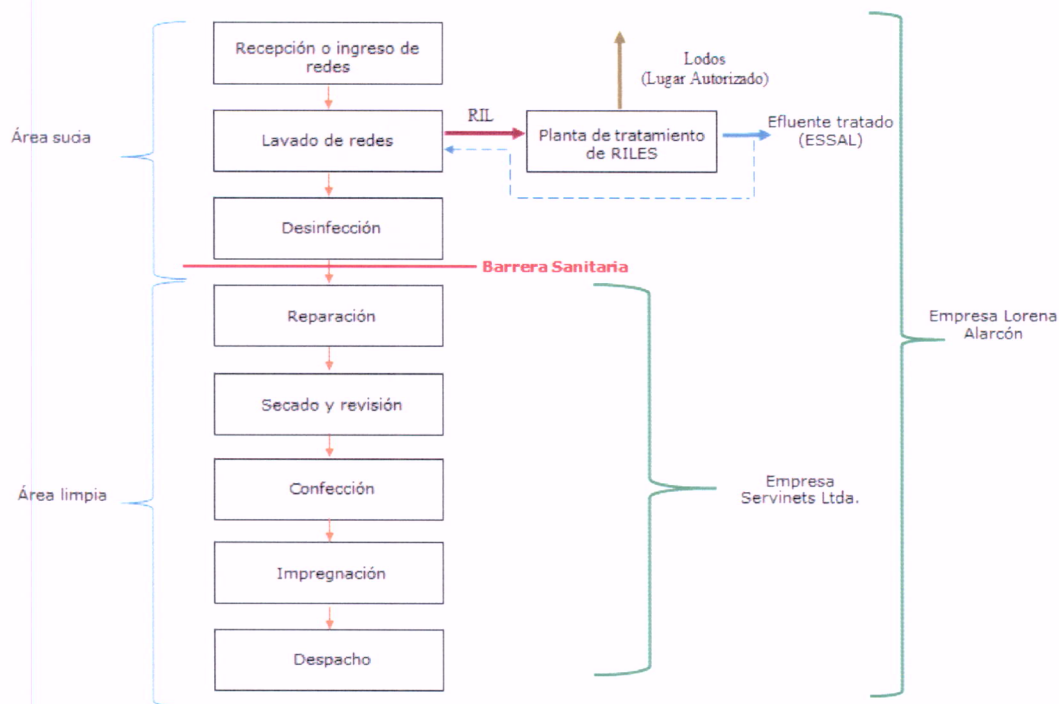 Recepción o ingreso de
redes
Lodos
(Lugar Autorizado)
Área sucia
Lavado de redes
RIL
Planta de tratamiento
de RILES
Efluente tratado
(ESSAL)
Desinfección
Barrera Sanitaria
Reparación
Empresa Lorena
Alarcón
Secado y revisión
Área limpia
Confección
Empresa
Servinets Ltda.
Impregnación
Despacho